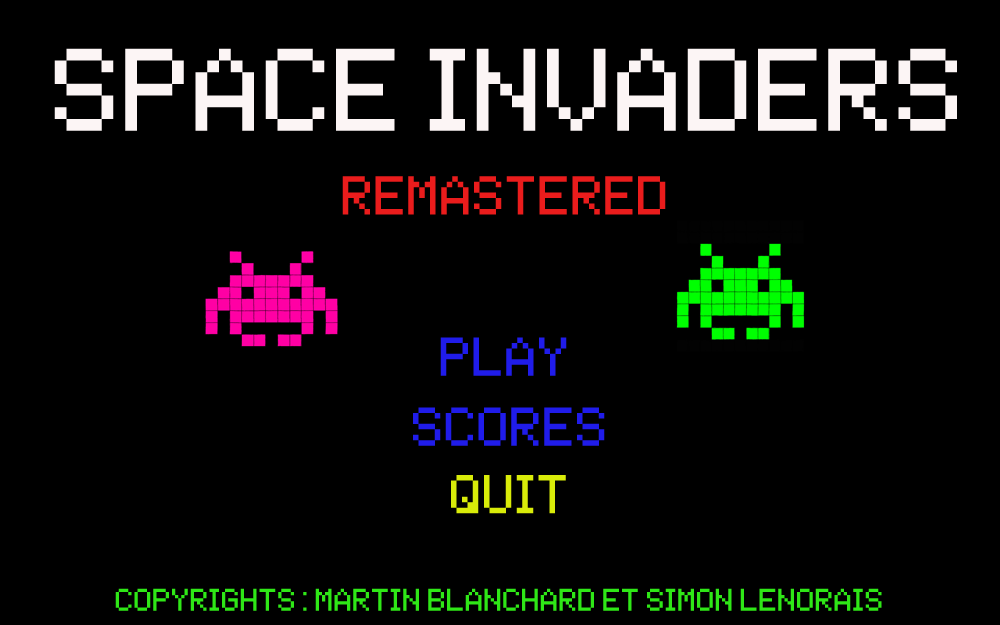 SPACE INVADERS
REMASTERED
PLAY
SCORES
QUIT
COPYRIGHTS : MARTIN BLANCHARD ET SIMON LENORAIS